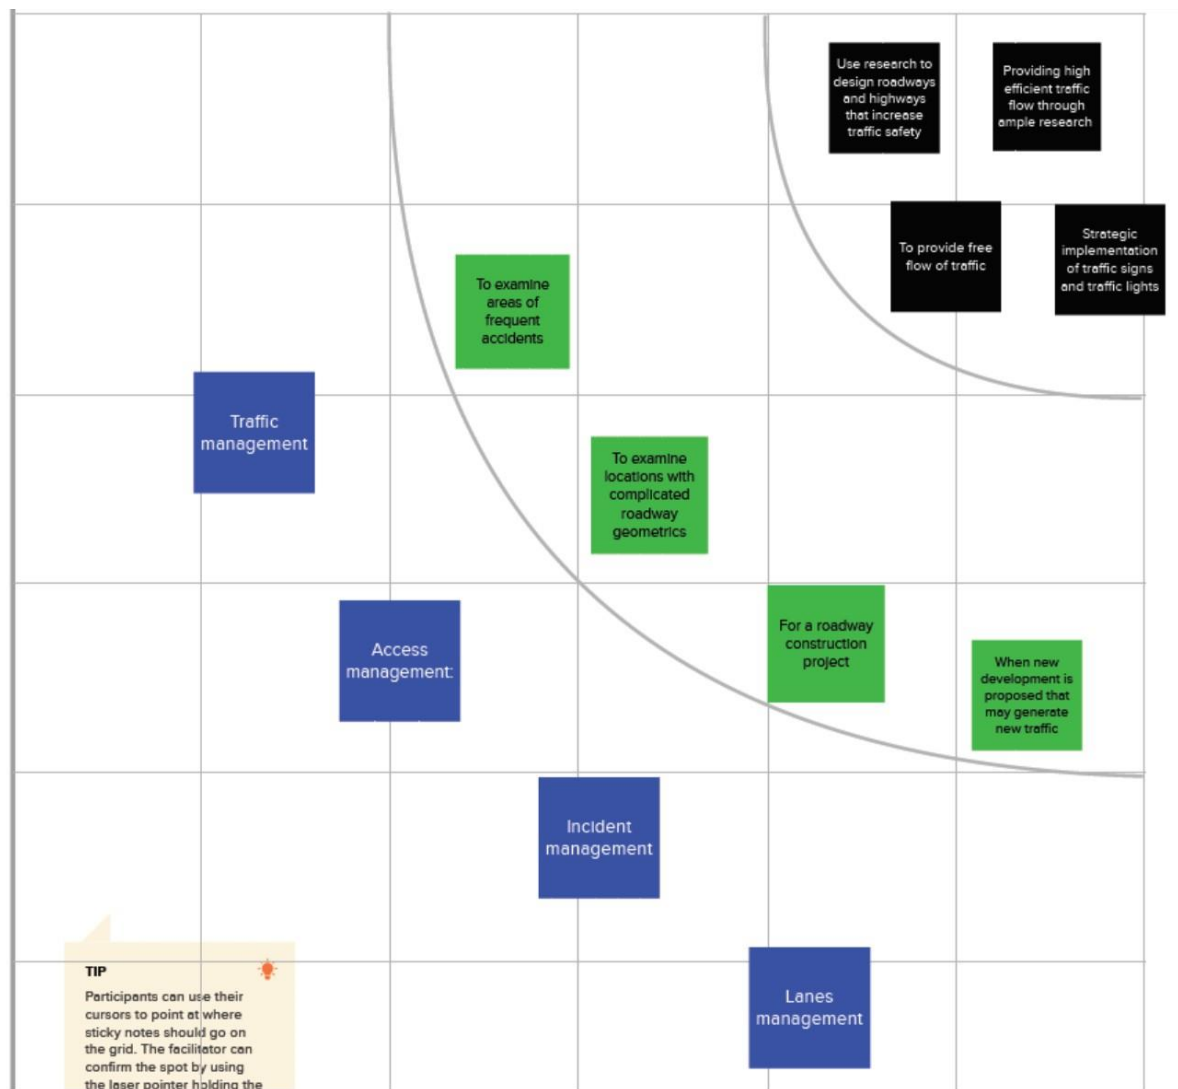 Use research to
design roadways
and highways
that increase
traffic safety
Providing high
efficient traffic
flow through
ample research
To provide free
flow of traffic
Strategic
implementation
of traffic signs
and traffic lights
To examine
areas of
frequent
accidents
Traffic
management
To examine
locations with
complicated
roadway
geometrics
For a roadway
construction
project
Access
management:
When new
development is
proposed that
may generate
new traffic
Incident
management
Lanes
management
TIP
Participants can use their
cursors to point at where
sticky notes should go on
the grid. The facilitator can
confirm the spot by using
the laser pointer holding the